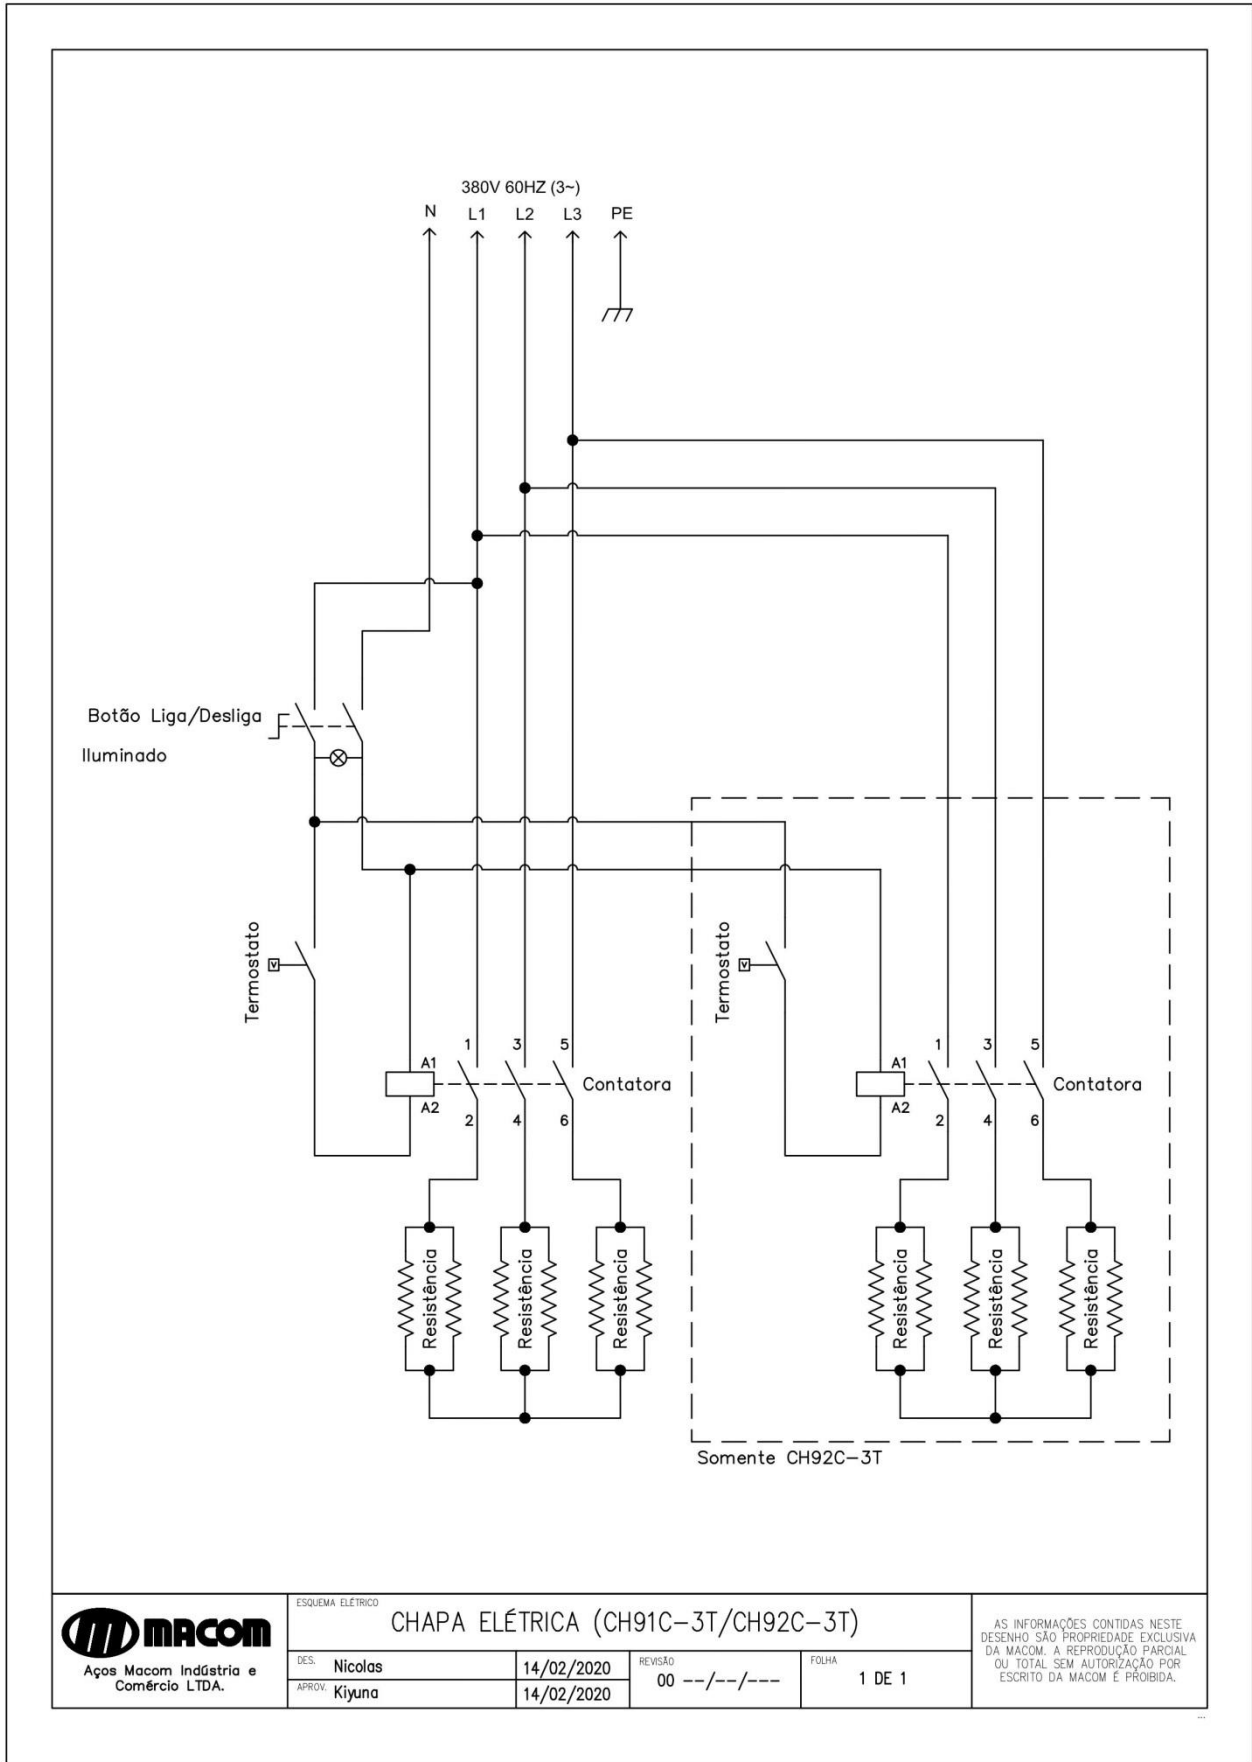 380V 60HZ (3~)
N L1 L2 L3 PE
Botão Liga/Desliga
Iluminado
Termostato
Termostato
1 3 5
A1
Contatora
A2
2 4 6
1 3 5
A1
Contatora
A2
2 4 6
Resistência
Resistência
Resistência
Resistência
Resistência
Resistência
Somente CH92C-3T
MACOM
Aços Macom Indústria e
Comércio LTDA.
ESQUEMA ELÉTRICO
CHAPA ELÉTRICA (CH91C-3T/CH92C-3T)
DES. Nicolas 14/02/2020
APROV. Kiyuna 14/02/2020
REVISÃO
00 --/--/---
FOLHA
1 DE 1
AS INFORMAÇÕES CONTIDAS NESTE
DESENHO SÃO PROPRIEDADE EXCLUSIVA
DA MACOM. A REPRODUÇÃO PARCIAL
OU TOTAL SEM AUTORIZAÇÃO POR
ESCRITO DA MACOM É PROIBIDA.
...